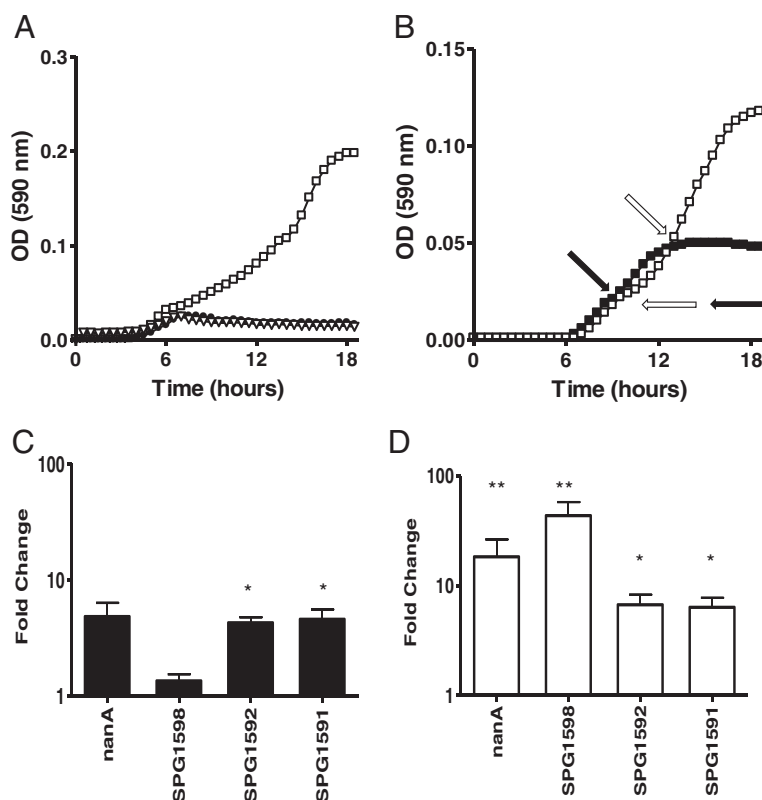 A
0.3
0.2
0.1
0.0
OD (590 nm)
0
6
12
18
Time (hours)
B
0.15
0.10
0.05
0.00
OD (590 nm)
0
6
12
18
Time (hours)
C
100
10
1
Fold Change
*
*
nanA
SPG1598
SPG1592
SPG1591
D
100
10
1
Fold Change
**
**
*
*
nanA
SPG1598
SPG1592
SPG1591